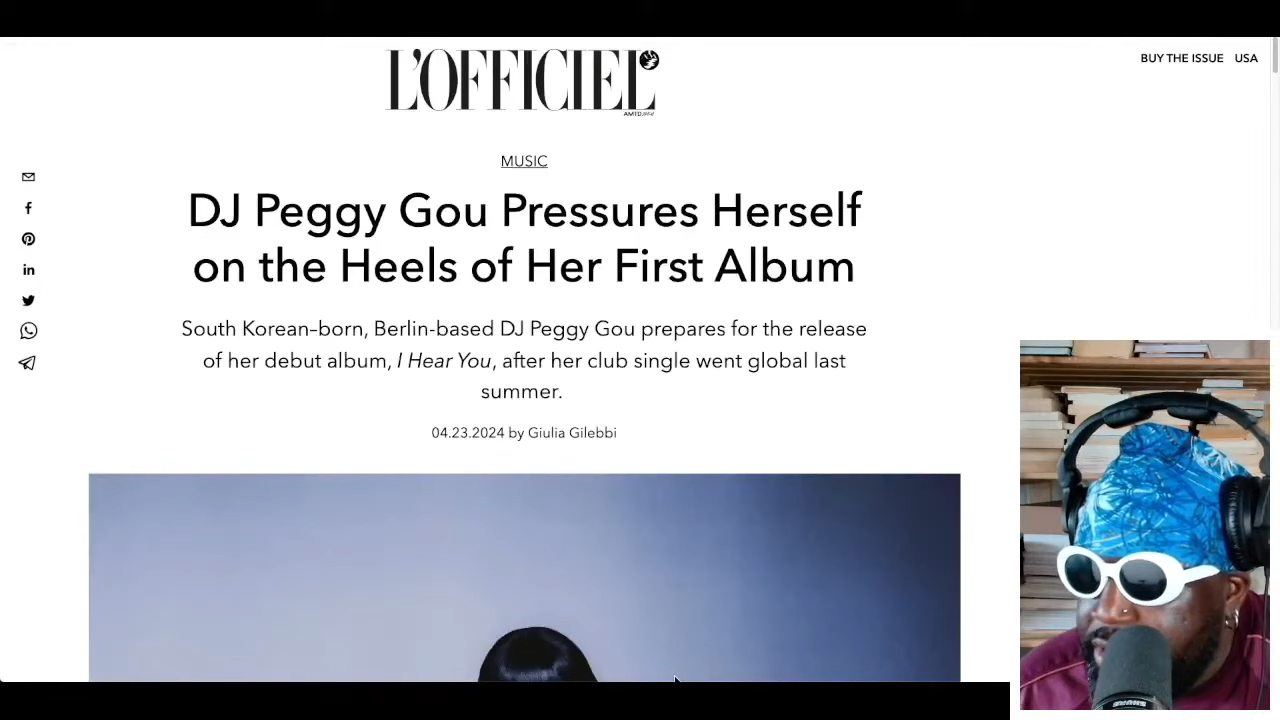 L'OFFICIEL
BUY THE ISSUE USA
MUSIC
DJ Peggy Gou Pressures Herself
on the Heels of Her First Album
South Korean–born, Berlin-based DJ Peggy Gou prepares for the release
of her debut album, I Hear You, after her club single went global last
summer.
04.23.2024 by Giulia Gilebbi
SHURE